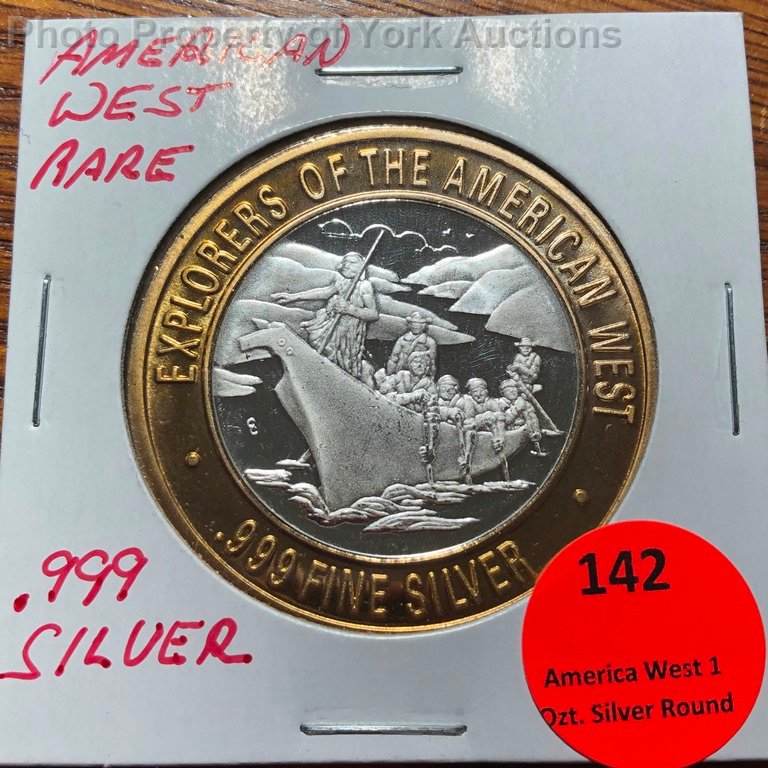 Photo Property of York Auctions
AMERICAN
WEST
RARE
EXPLORERS OF THE AMERICAN WEST
.999 FINE SILVER
.999
SILVER
142
America West 1
Ozt. Silver Round